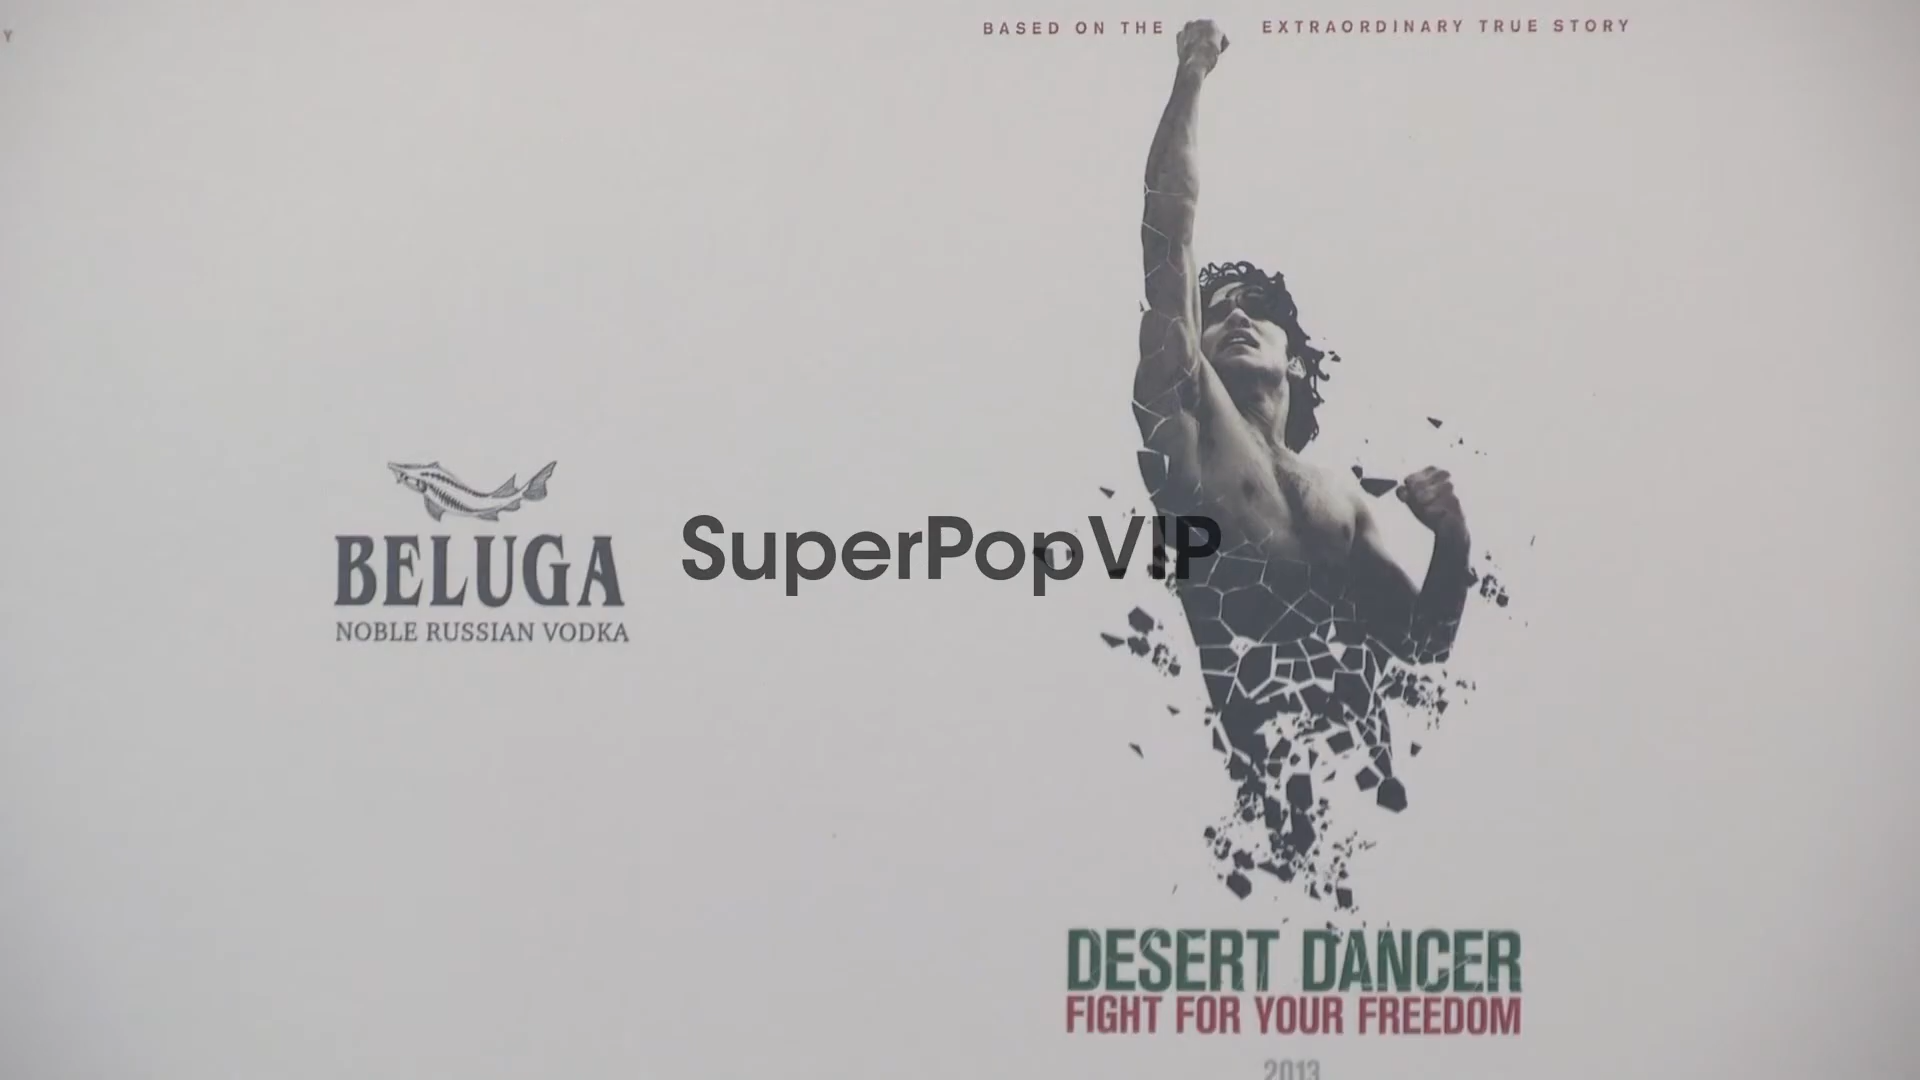 Y
BASED ON THE EXTRAORDINARY TRUE STORY
BELUGA
NOBLE RUSSIAN VODKA
SuperPopVIP
DESERT DANCER
FIGHT FOR YOUR FREEDOM
2013